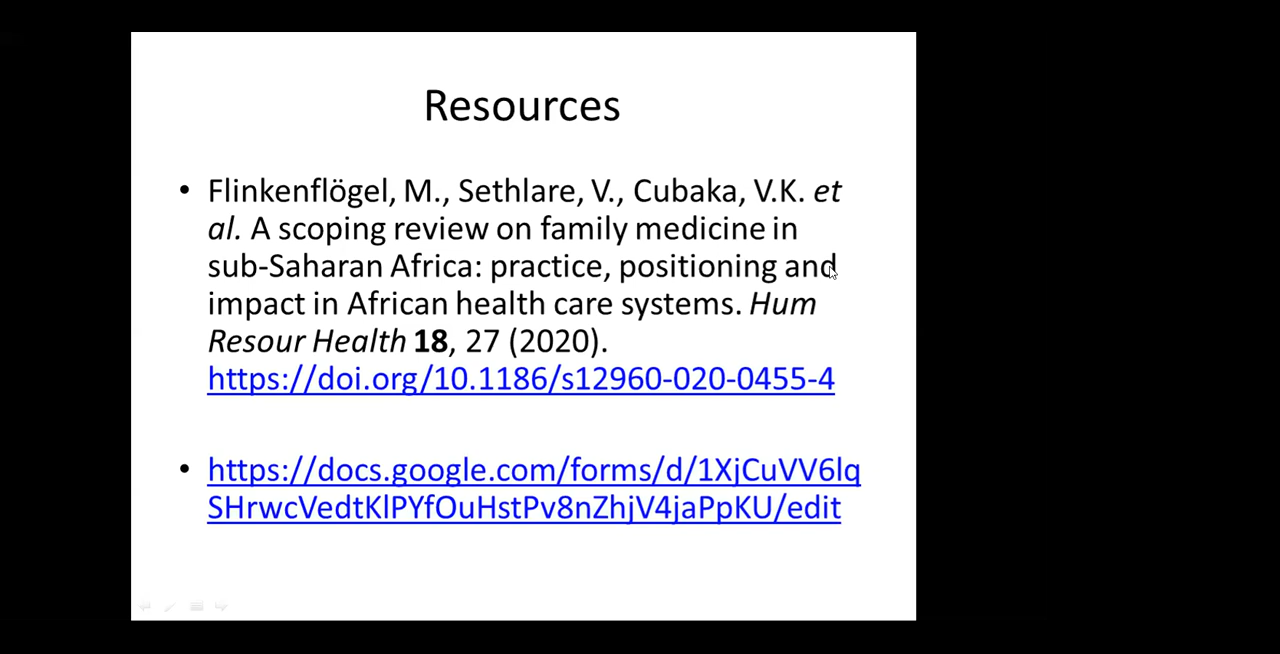 Resources
• Flinkenflögel, M., Sethlare, V., Cubaka, V.K. et
al. A scoping review on family medicine in
sub-Saharan Africa: practice, positioning and
impact in African health care systems. Hum
Resour Health 18, 27 (2020).
https://doi.org/10.1186/s12960-020-0455-4
• https://docs.google.com/forms/d/1XjCuVV6lq
SHrwcVedtKlPYfOuHstPv8nZhjV4jaPpKU/edit